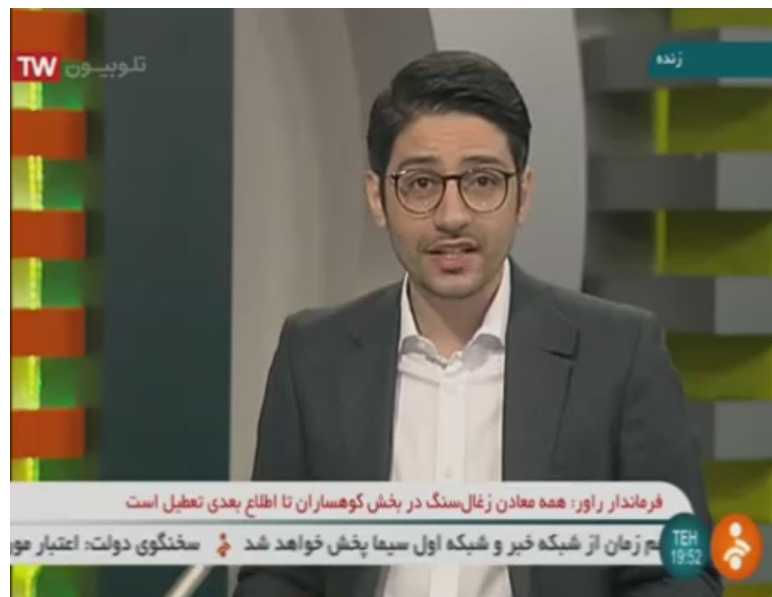 TW تلوبیون
زنده
فرماندار راور: همه معادن زغال‌سنگ در بخش کوهساران تا اطلاع بعدی تعطیل است
زمان از شبکه خبر و شبکه اول سیما پخش خواهد شد سخنگوی دولت: اعتبار
TEH
19:52